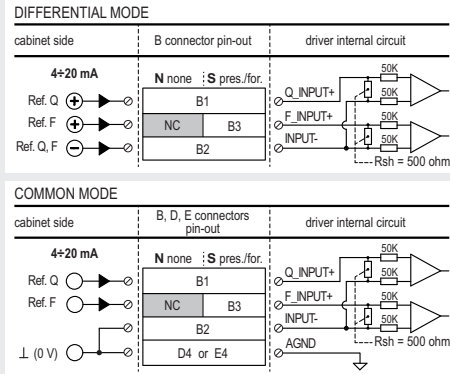 DIFFERENTIAL MODE
cabinet side B connector pin-out driver internal circuit
4÷20 mA N none S pres./for. 50K
Ref. Q + B1 Q_INPUT+ 50K
Ref. F + NC B3 F_INPUT+ 50K
Ref. Q, F − B2 INPUT- 50K
Rsh = 500 ohm
COMMON MODE
cabinet side B, D, E connectors pin-out driver internal circuit
4÷20 mA N none S pres./for. 50K
Ref. Q B1 Q_INPUT+ 50K
Ref. F NC B3 F_INPUT+ 50K
B2 INPUT- 50K
⊥ (0 V) D4 or E4 AGND Rsh = 500 ohm